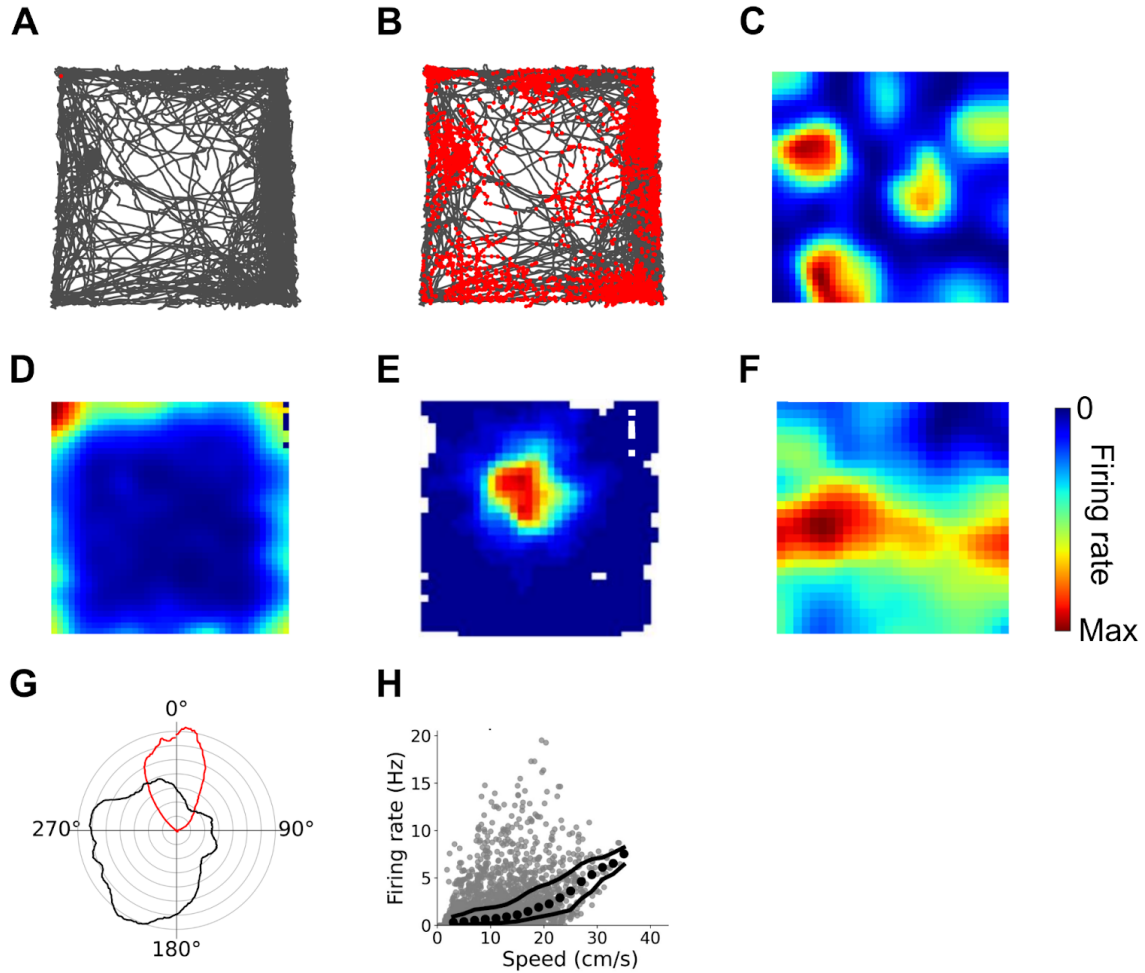 A
B
C
D
E
F
0
Firing rate
Max
G
0°
270°
90°
180°
H
Firing rate (Hz)
20
15
10
5
0
0 10 20 30 40
Speed (cm/s)